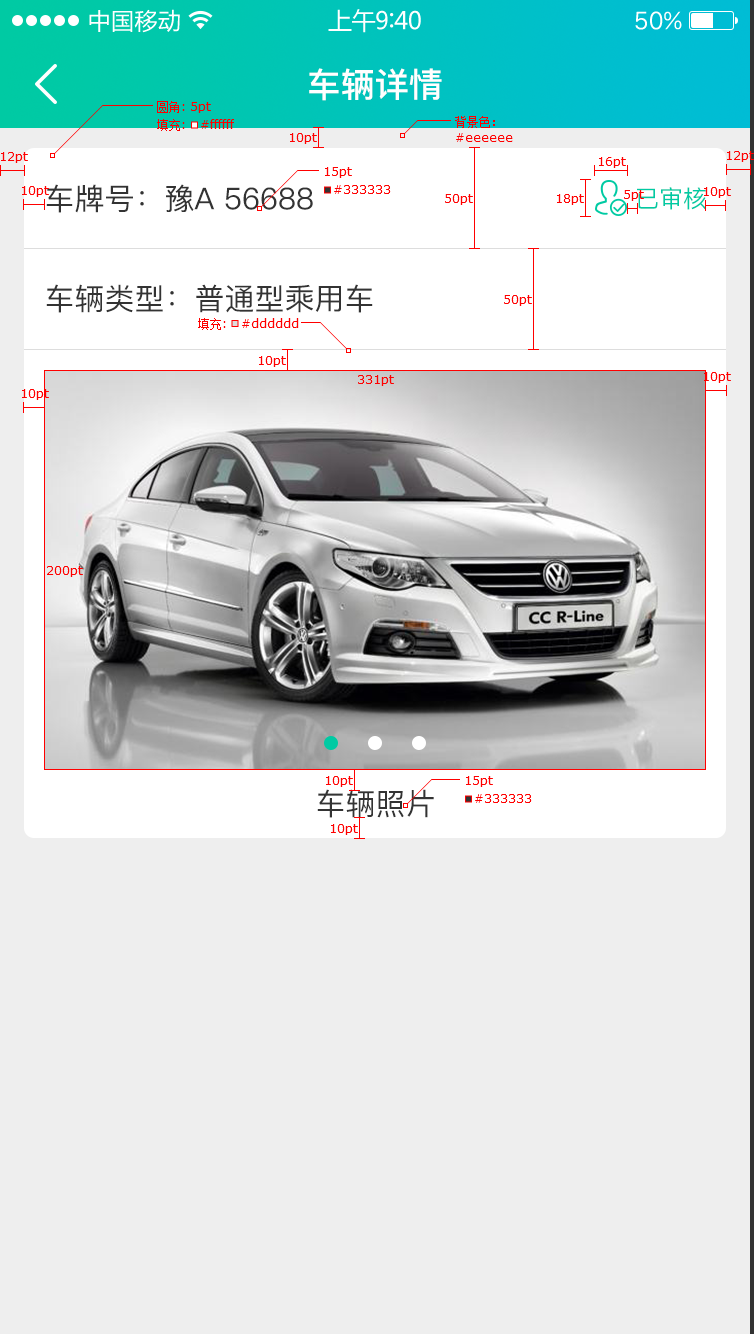 中国移动
上午9:40
50%
车辆详情
圆角: 5pt
填充: #ffffff
背景色:
#eeeeee
10pt
12pt
12pt
10pt
车牌号：豫A 56688
15pt
#333333
50pt
16pt
18pt
5pt
已审核
10pt
车辆类型：普通型乘用车
50pt
填充: #dddddd
10pt
331pt
10pt
10pt
200pt
CC R-Line
10pt
15pt
#333333
车辆照片
10pt